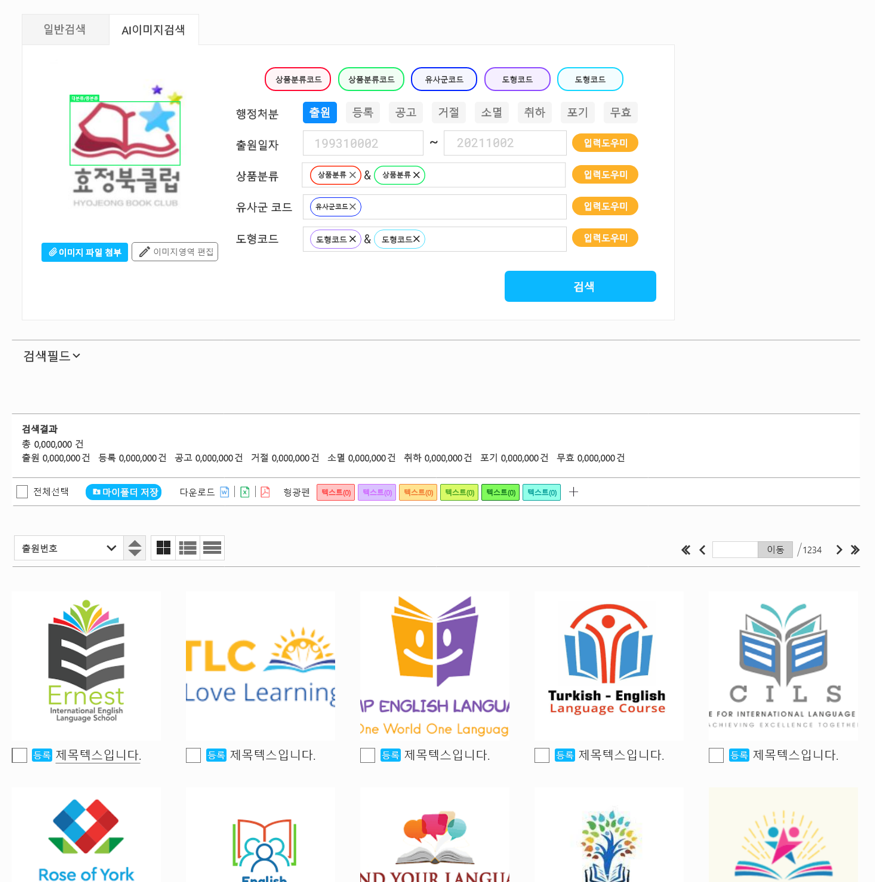 일반검색 AI이미지검색
상품분류코드 상품분류코드 유사군코드 도형코드 도형코드
행정처분 출원 등록 공고 거절 소멸 취하 포기 무효
출원일자 199310002 ~ 20211002 입력도우미
상품분류 상품분류 & 상품분류 입력도우미
유사군 코드 유사군코드 입력도우미
도형코드 도형코드 & 도형코드 입력도우미
효정북클럽
HYOJEONG BOOK CLUB
이미지 파일 첨부 이미지영역 편집
검색
검색필드
검색결과
총 0,000,000 건
출원 0,000,000 건 등록 0,000,000 건 공고 0,000,000 건 거절 0,000,000 건 소멸 0,000,000 건 취하 0,000,000 건 포기 0,000,000 건 무효 0,000,000 건
전체선택 마이폴더 저장 다운로드 형광펜 텍스트(0) 텍스트(0) 텍스트(0) 텍스트(0) 텍스트(0) 텍스트(0)
출원번호 이동 /1234
Ernest
International English
Language School
TLC
Love Learning
AP ENGLISH LANGUA
One World One Languag
Turkish - English
Language Course
CILS
E FOR INTERNATIONAL LANGUAGE
ACHIEVING EXCELLENCE TOGETHE
등록 제목텍스입니다. 등록 제목텍스입니다. 등록 제목텍스입니다. 등록 제목텍스입니다. 등록 제목텍스입니다.
Rose of York
English
ND YOUR LANGUA